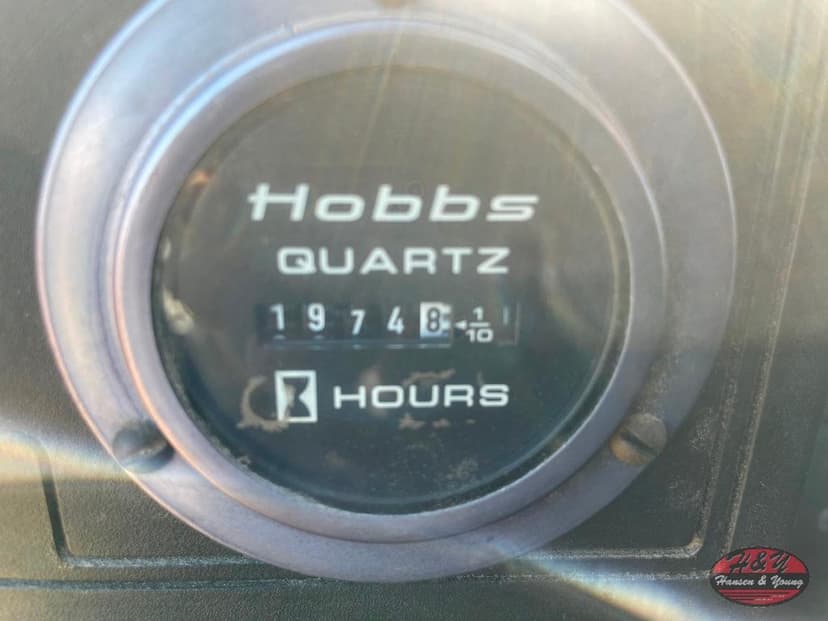 Hobbs
QUARTZ
19748 ◄ 1/10
HOURS
H&Y
Hansen & Young